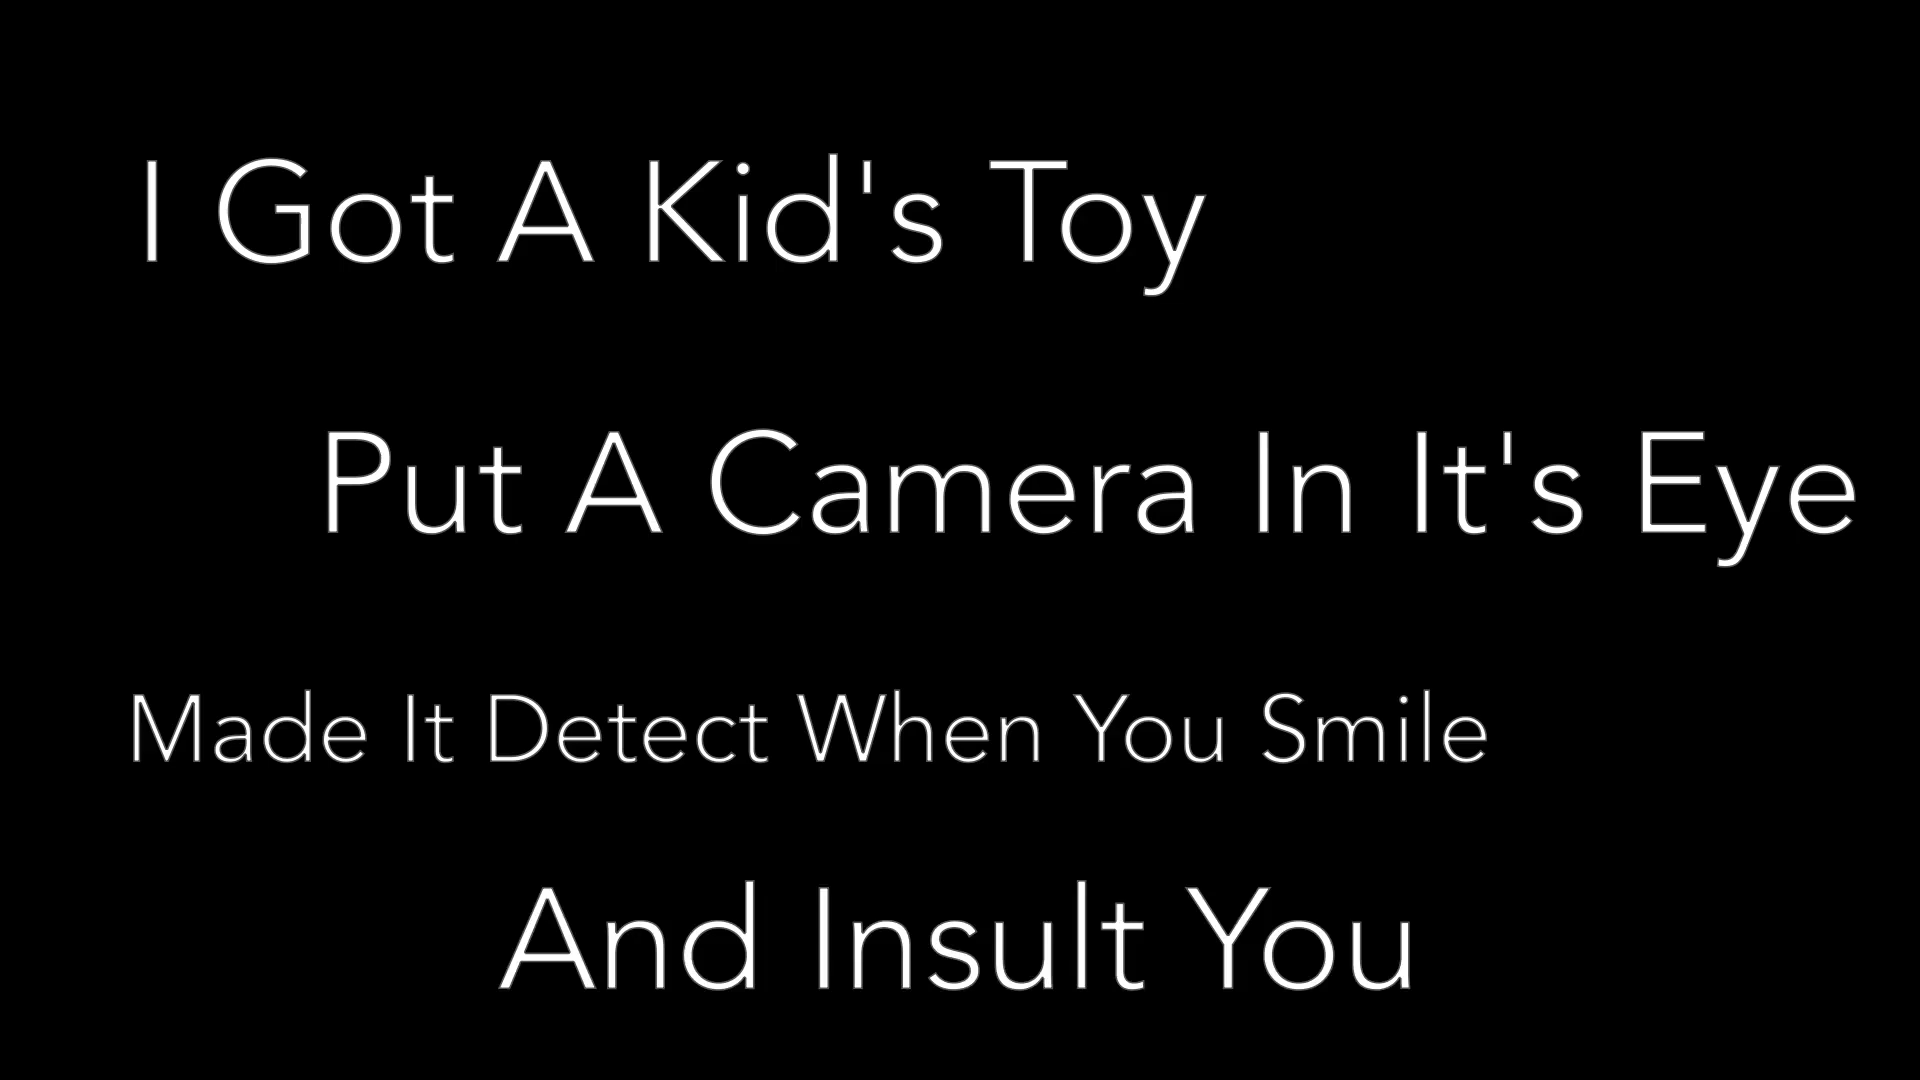 I Got A Kid's Toy
Put A Camera In It's Eye
Made It Detect When You Smile
And Insult You